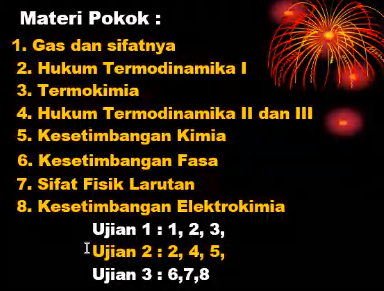 Materi Pokok :
1. Gas dan sifatnya
2. Hukum Termodinamika I
3. Termokimia
4. Hukum Termodinamika II dan III
5. Kesetimbangan Kimia
6. Kesetimbangan Fasa
7. Sifat Fisik Larutan
8. Kesetimbangan Elektrokimia
Ujian 1 : 1, 2, 3,
Ujian 2 : 2, 4, 5,
Ujian 3 : 6,7,8